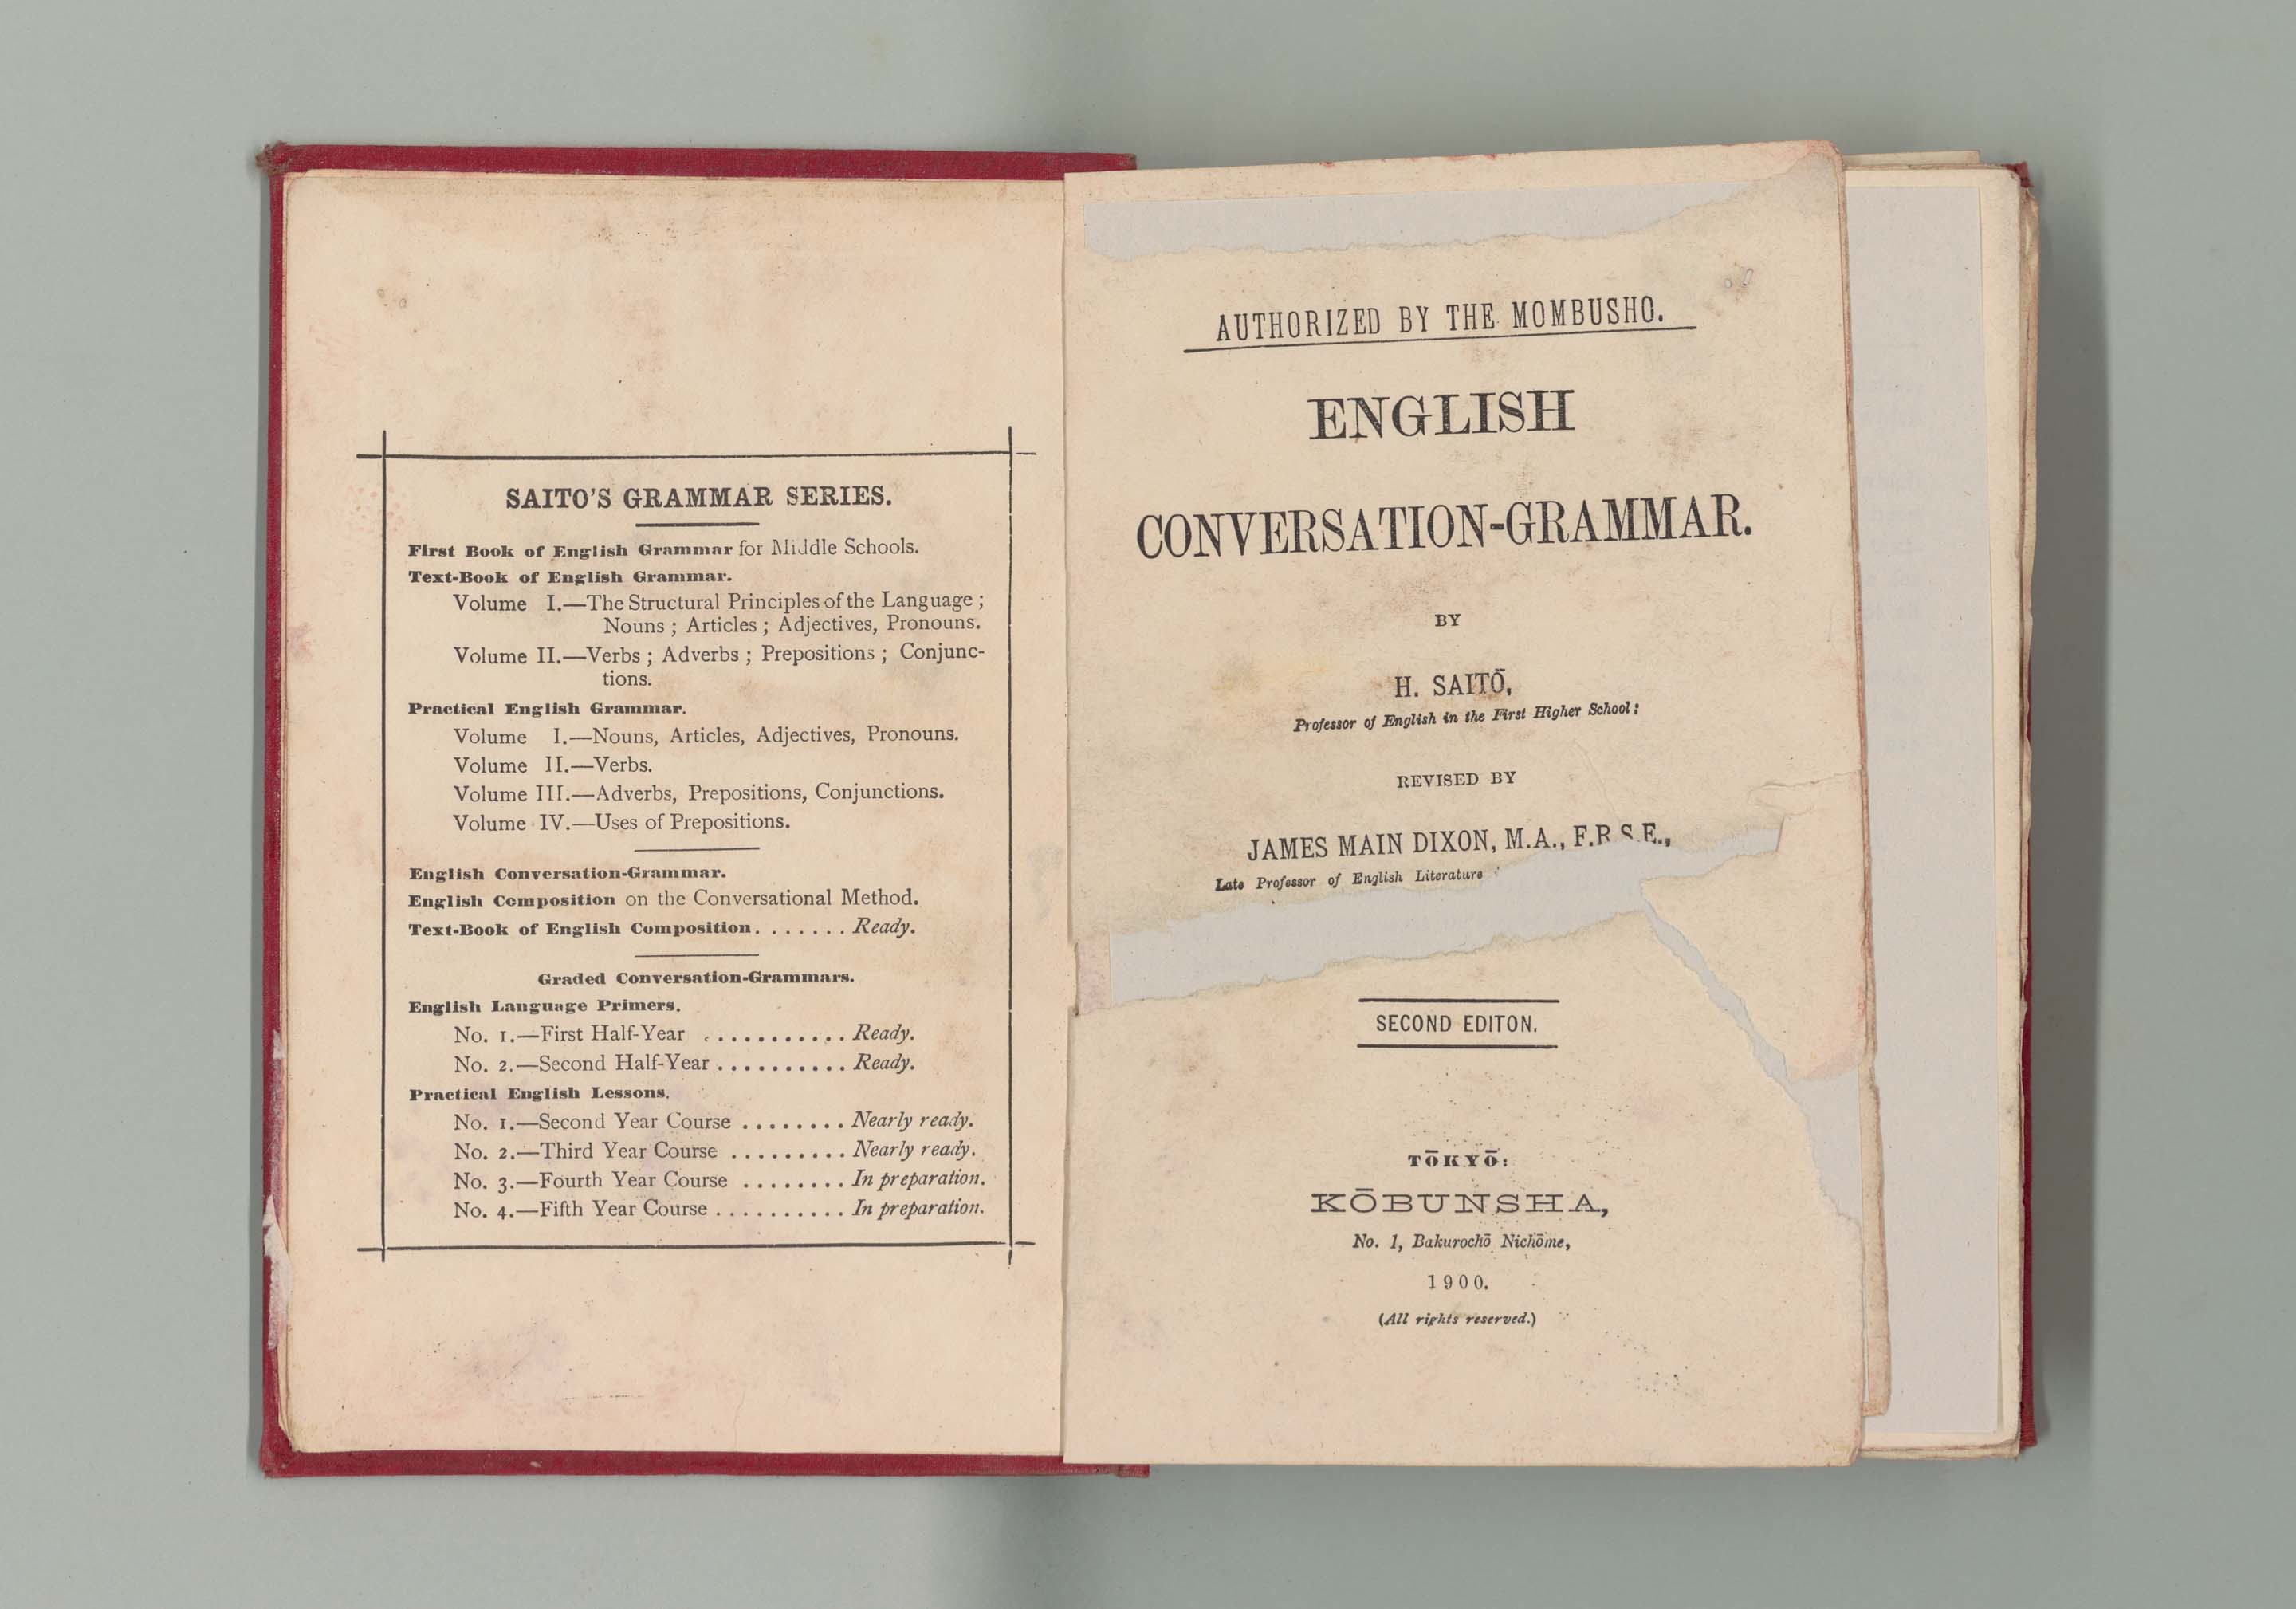 SAITO'S GRAMMAR SERIES.
First Book of English Grammar for Middle Schools.
Text-Book of English Grammar.
Volume I.—The Structural Principles of the Language;
Nouns; Articles; Adjectives, Pronouns.
Volume II.—Verbs; Adverbs; Prepositions; Conjunc-
tions.
Practical English Grammar.
Volume I.—Nouns, Articles, Adjectives, Pronouns.
Volume II.—Verbs.
Volume III.—Adverbs, Prepositions, Conjunctions.
Volume IV.—Uses of Prepositions.
English Conversation-Grammar.
English Composition on the Conversational Method.
Text-Book of English Composition. ...... Ready.
Graded Conversation-Grammars.
English Language Primers.
No. 1.—First Half-Year ........... Ready.
No. 2.—Second Half-Year .......... Ready.
Practical English Lessons.
No. 1.—Second Year Course ........ Nearly ready.
No. 2.—Third Year Course ......... Nearly ready.
No. 3.—Fourth Year Course ........ In preparation.
No. 4.—Fifth Year Course .......... In preparation.
AUTHORIZED BY THE MOMBUSHO.
ENGLISH
CONVERSATION-GRAMMAR.
BY
H. SAITŌ,
Professor of English in the First Higher School;
REVISED BY
JAMES MAIN DIXON, M.A., F.R.S.E.,
Late Professor of English Literature
SECOND EDITON.
TŌKYŌ:
KŌBUNSHA,
No. 1, Bakurochō Nichōme,
1900.
(All rights reserved.)